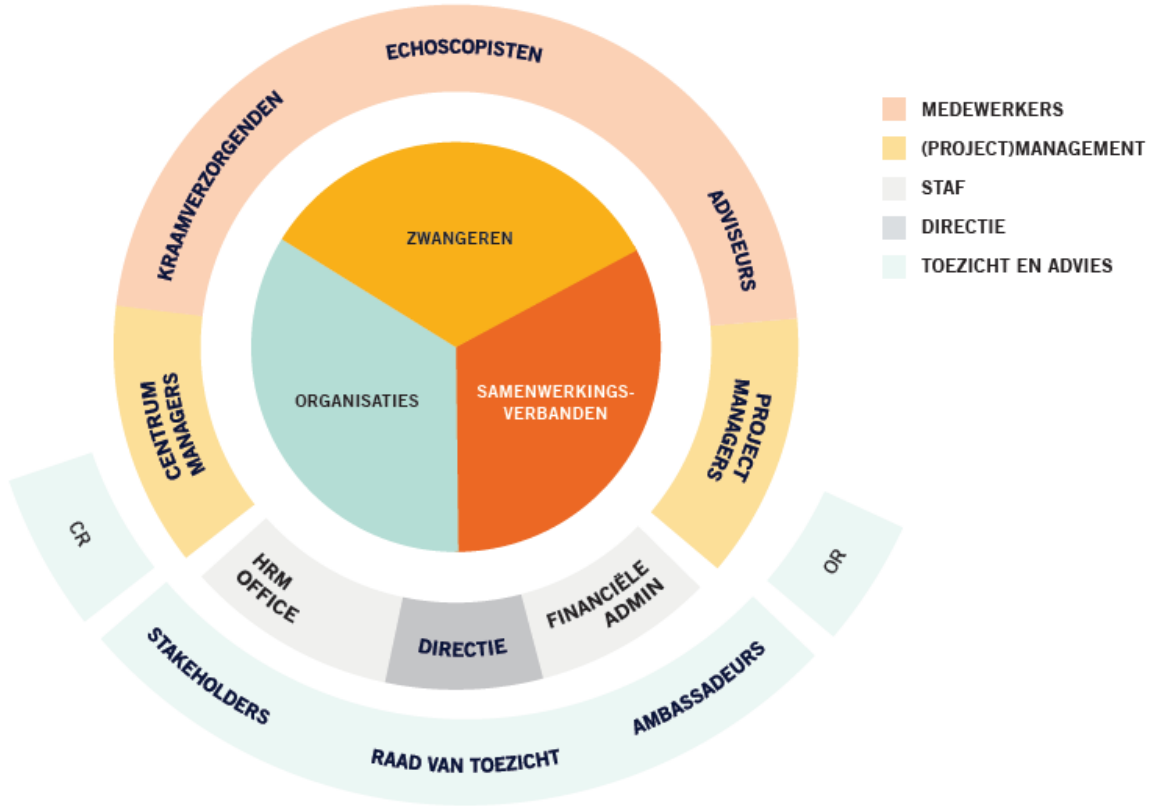 ECHOSCOPISTEN
KRAAMVERZORGENDEN
ADVISEURS
ZWANGEREN
ORGANISATIES
SAMENWERKINGS-
VERBANDEN
CENTRUM
MANAGERS
PROJECT
MANAGERS
HRM
OFFICE
DIRECTIE
FINANCIËLE
ADMIN
CR
OR
STAKEHOLDERS
RAAD VAN TOEZICHT
AMBASSADEURS
MEDEWERKERS
(PROJECT)MANAGEMENT
STAF
DIRECTIE
TOEZICHT EN ADVIES